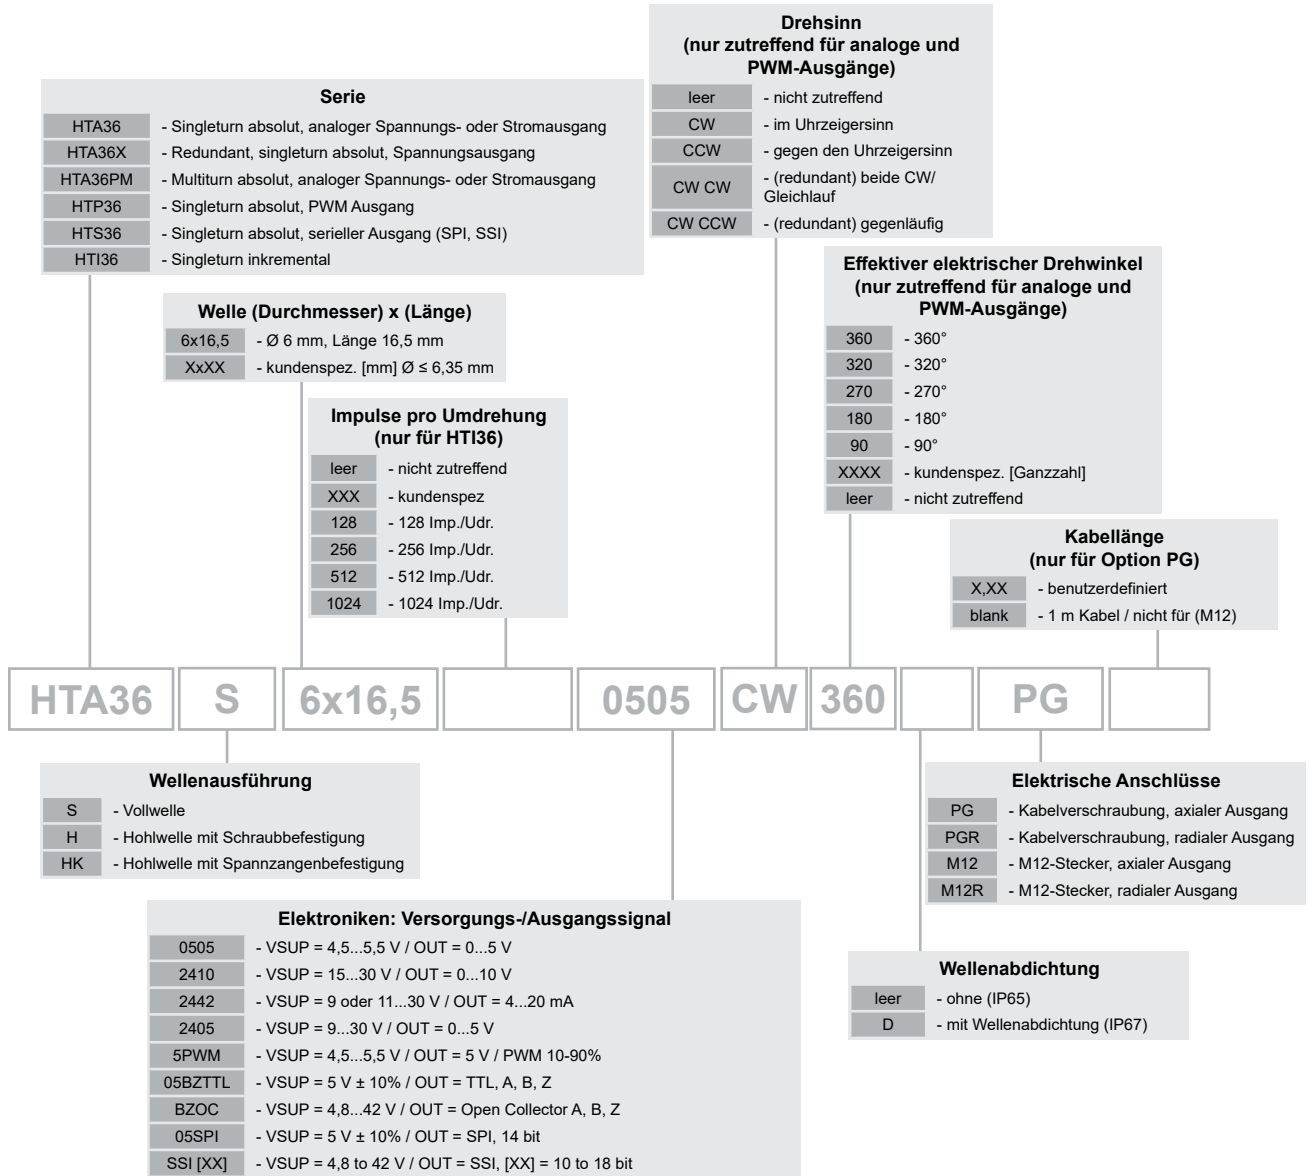 Drehsinn
(nur zutreffend für analoge und
PWM-Ausgänge)
leer - nicht zutreffend
CW - im Uhrzeigersinn
CCW - gegen den Uhrzeigersinn
CW CW - (redundant) beide CW/
Gleichlauf
CW CCW - (redundant) gegenläufig
Serie
HTA36 - Singleturn absolut, analoger Spannungs- oder Stromausgang
HTA36X - Redundant, singleturn absolut, Spannungsausgang
HTA36PM - Multiturn absolut, analoger Spannungs- oder Stromausgang
HTP36 - Singleturn absolut, PWM Ausgang
HTS36 - Singleturn absolut, serieller Ausgang (SPI, SSI)
HTI36 - Singleturn inkremental
Effektiver elektrischer Drehwinkel
(nur zutreffend für analoge und
PWM-Ausgänge)
360 - 360°
320 - 320°
270 - 270°
180 - 180°
90 - 90°
XXXX - kundenspez. [Ganzzahl]
leer - nicht zutreffend
Welle (Durchmesser) x (Länge)
6x16,5 - Ø 6 mm, Länge 16,5 mm
XxXX - kundenspez. [mm] Ø ≤ 6,35 mm
Impulse pro Umdrehung
(nur für HTI36)
leer - nicht zutreffend
XXX - kundenspez
128 - 128 Imp./Udr.
256 - 256 Imp./Udr.
512 - 512 Imp./Udr.
1024 - 1024 Imp./Udr.
Kabellänge
(nur für Option PG)
X,XX - benutzerdefiniert
blank - 1 m Kabel / nicht für (M12)
HTA36 S 6x16,5 0505 CW 360 PG
Wellenausführung
S - Vollwelle
H - Hohlwelle mit Schraubbefestigung
HK - Hohlwelle mit Spannzangenbefestigung
Elektrische Anschlüsse
PG - Kabelverschraubung, axialer Ausgang
PGR - Kabelverschraubung, radialer Ausgang
M12 - M12-Stecker, axialer Ausgang
M12R - M12-Stecker, radialer Ausgang
Elektroniken: Versorgungs-/Ausgangssignal
0505 - VSUP = 4,5...5,5 V / OUT = 0...5 V
2410 - VSUP = 15...30 V / OUT = 0...10 V
2442 - VSUP = 9 oder 11...30 V / OUT = 4...20 mA
2405 - VSUP = 9...30 V / OUT = 0...5 V
5PWM - VSUP = 4,5...5,5 V / OUT = 5 V / PWM 10-90%
05BZTTL - VSUP = 5 V ± 10% / OUT = TTL, A, B, Z
BZOC - VSUP = 4,8...42 V / OUT = Open Collector A, B, Z
05SPI - VSUP = 5 V ± 10% / OUT = SPI, 14 bit
SSI [XX] - VSUP = 4,8 to 42 V / OUT = SSI, [XX] = 10 to 18 bit
Wellenabdichtung
leer - ohne (IP65)
D - mit Wellenabdichtung (IP67)